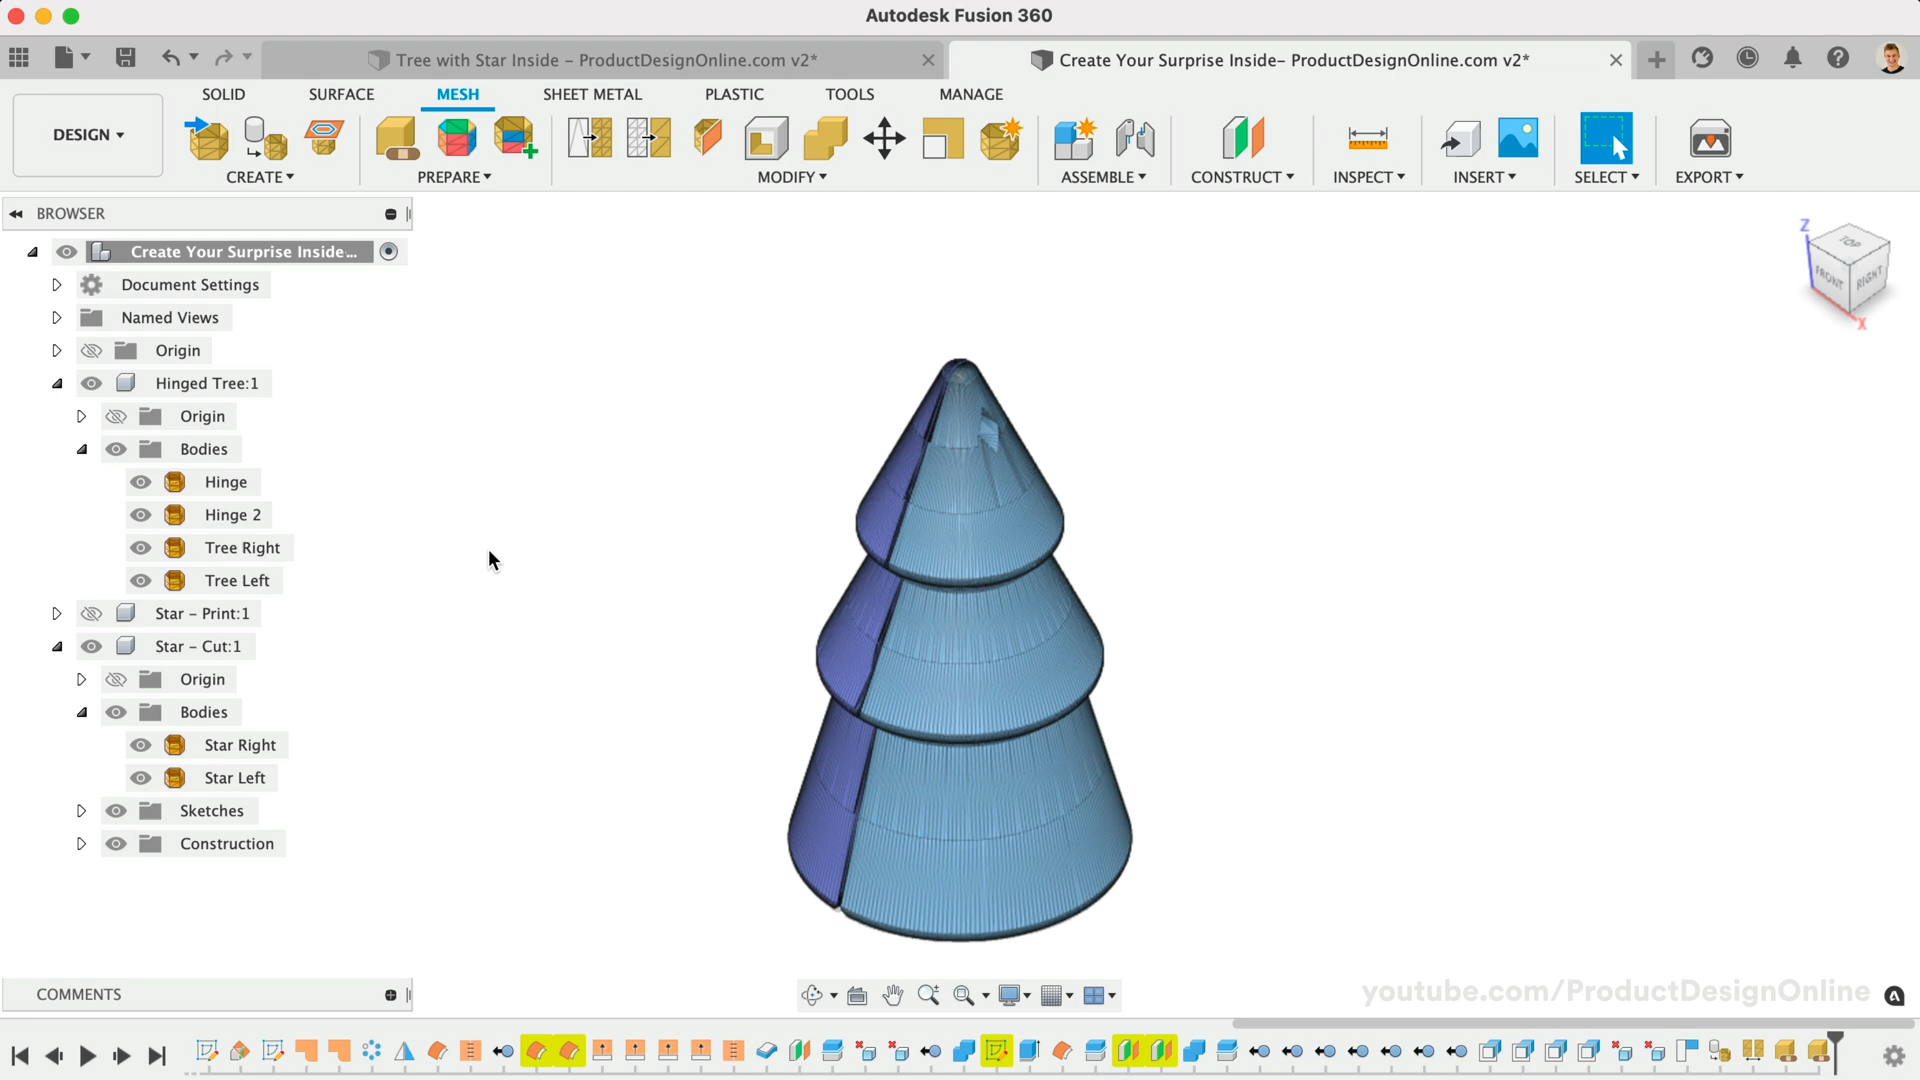 Autodesk Fusion 360
Tree with Star Inside – ProductDesignOnline.com v2*
Create Your Surprise Inside– ProductDesignOnline.com v2*
SOLID SURFACE MESH SHEET METAL PLASTIC TOOLS MANAGE
DESIGN
CREATE PREPARE MODIFY ASSEMBLE CONSTRUCT INSPECT INSERT SELECT EXPORT
BROWSER
Create Your Surprise Inside...
Document Settings
Named Views
Origin
Hinged Tree:1
Origin
Bodies
Hinge
Hinge 2
Tree Right
Tree Left
Star – Print:1
Star – Cut:1
Origin
Bodies
Star Right
Star Left
Sketches
Construction
Z
TOP
FRONT RIGHT
X
COMMENTS
youtube.com/ProductDesignOnline